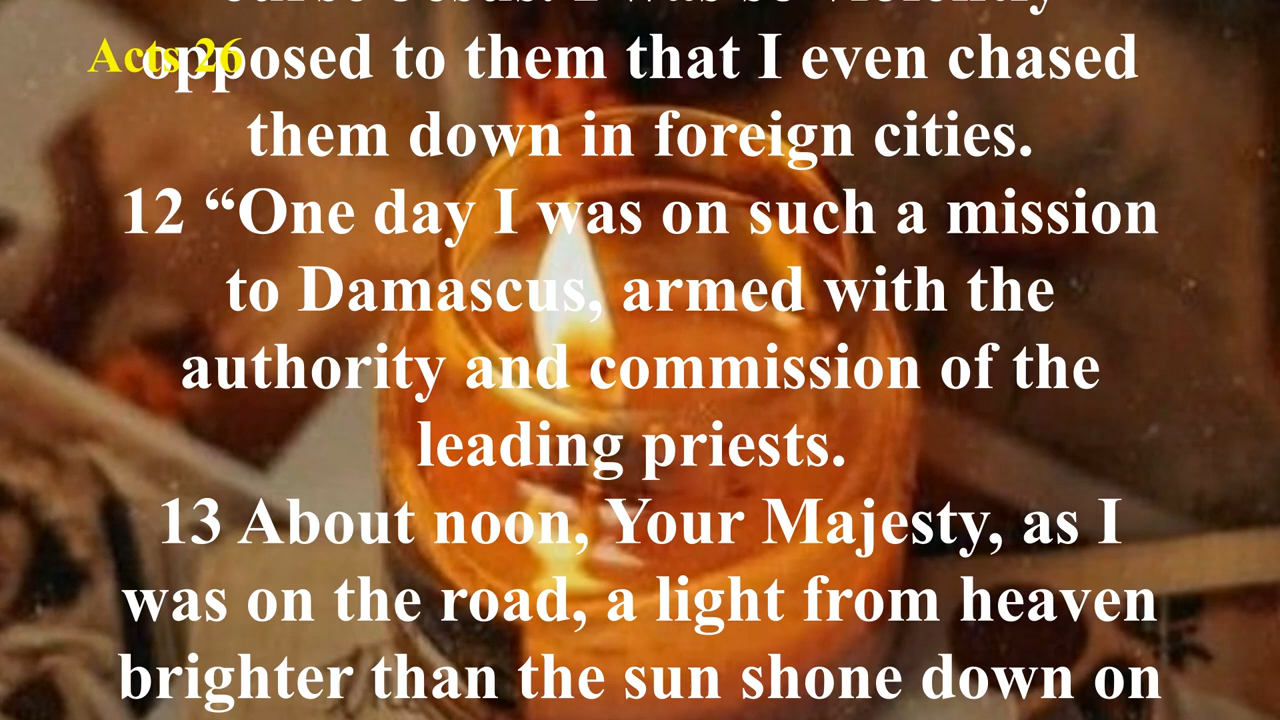 Acts 26
opposed to them that I even chased
them down in foreign cities.
12 “One day I was on such a mission
to Damascus, armed with the
authority and commission of the
leading priests.
13 About noon, Your Majesty, as I
was on the road, a light from heaven
brighter than the sun shone down on